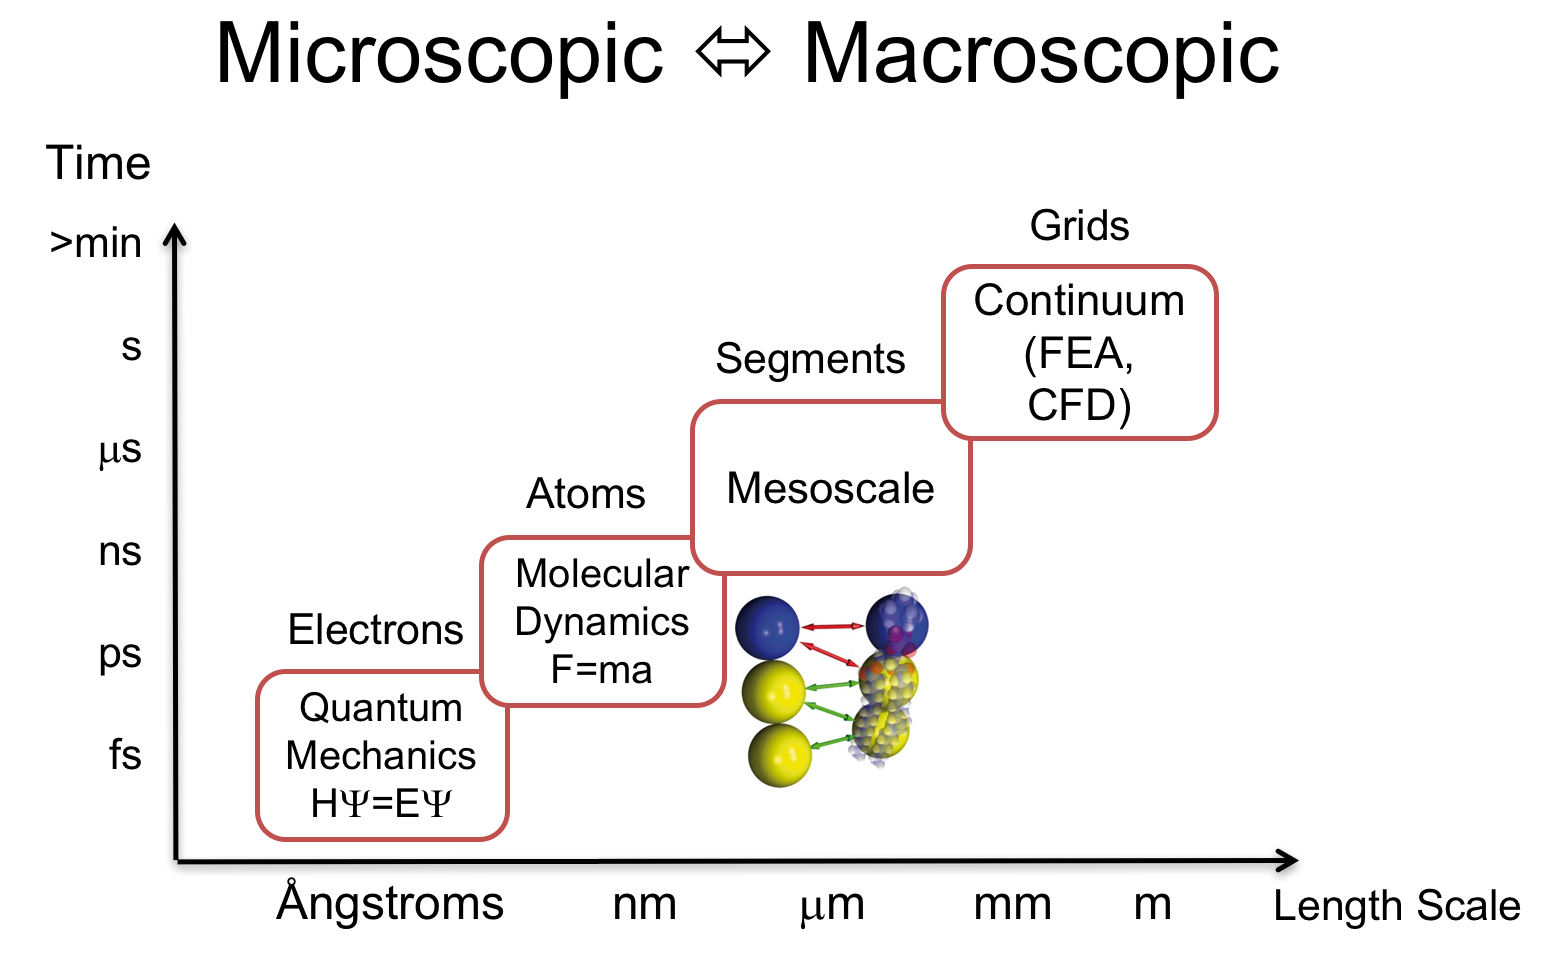 Microscopic ⇔ Macroscopic
Time
>min
s
μs
ns
ps
fs
Grids
Continuum
(FEA,
CFD)
Segments
Mesoscale
Atoms
Molecular
Dynamics
F=ma
Electrons
Quantum
Mechanics
HΨ=EΨ
Ångstroms nm μm mm m Length Scale